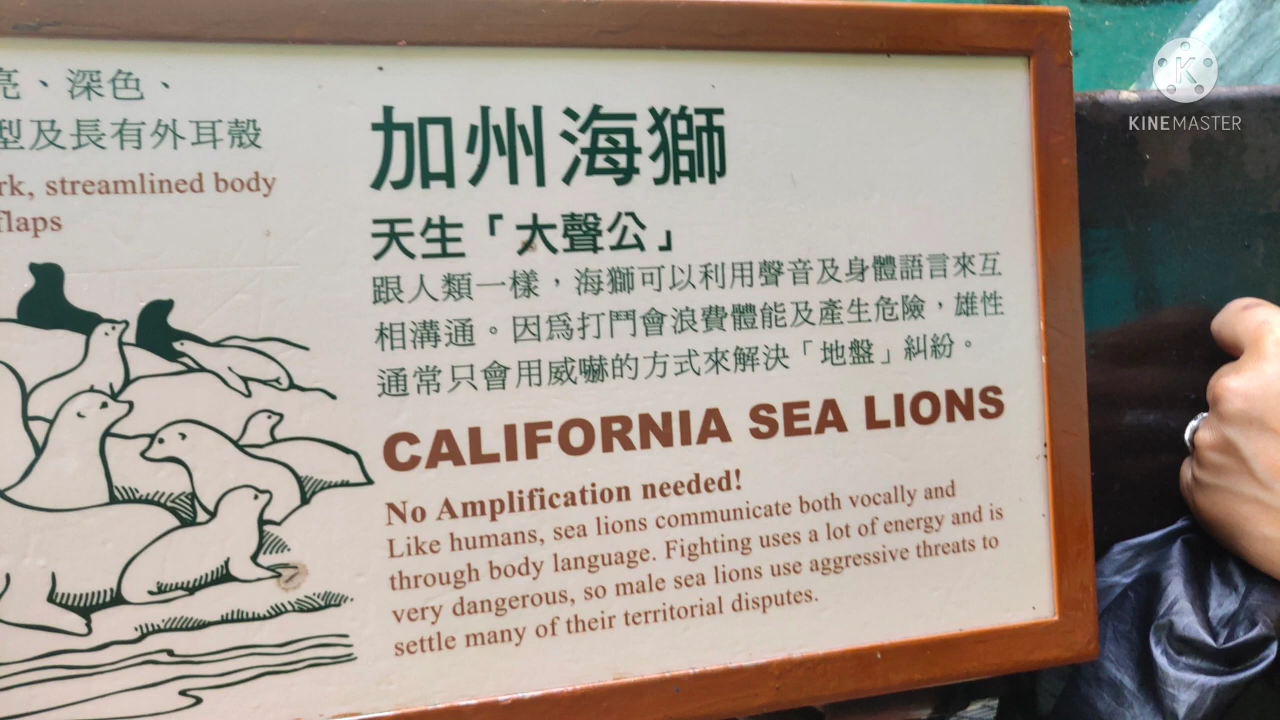 亮、深色、
型及長有外耳殼
rk, streamlined body
flaps
加州海獅
天生「大聲公」
跟人類一樣,海獅可以利用聲音及身體語言來互
相溝通。因為打鬥會浪費體能及產生危險,雄性
通常只會用威嚇的方式來解決「地盤」糾紛。
CALIFORNIA SEA LIONS
No Amplification needed!
Like humans, sea lions communicate both vocally and
through body language. Fighting uses a lot of energy and is
very dangerous, so male sea lions use aggressive threats to
settle many of their territorial disputes.
K
KINEMASTER